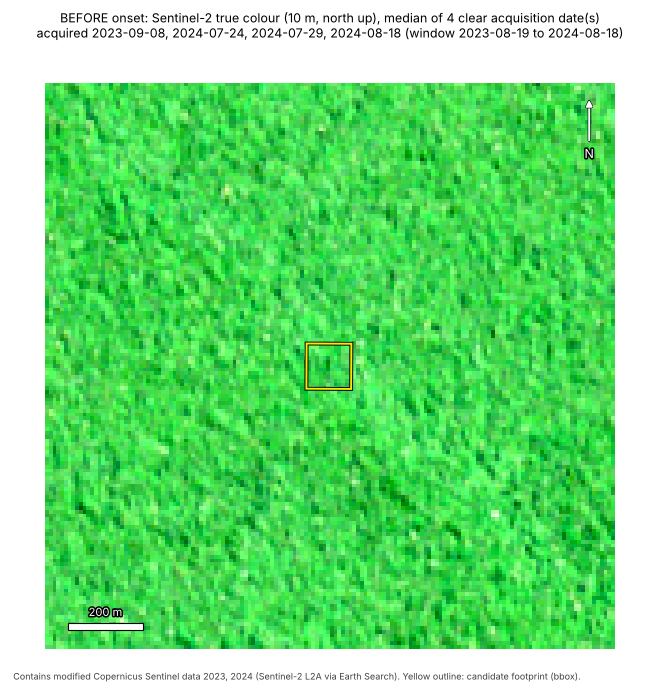 BEFORE onset: Sentinel-2 true colour (10 m, north up), median of 4 clear acquisition date(s)
acquired 2023-09-08, 2024-07-24, 2024-07-29, 2024-08-18 (window 2023-08-19 to 2024-08-18)
N
200 m
Contains modified Copernicus Sentinel data 2023, 2024 (Sentinel-2 L2A via Earth Search). Yellow outline: candidate footprint (bbox).